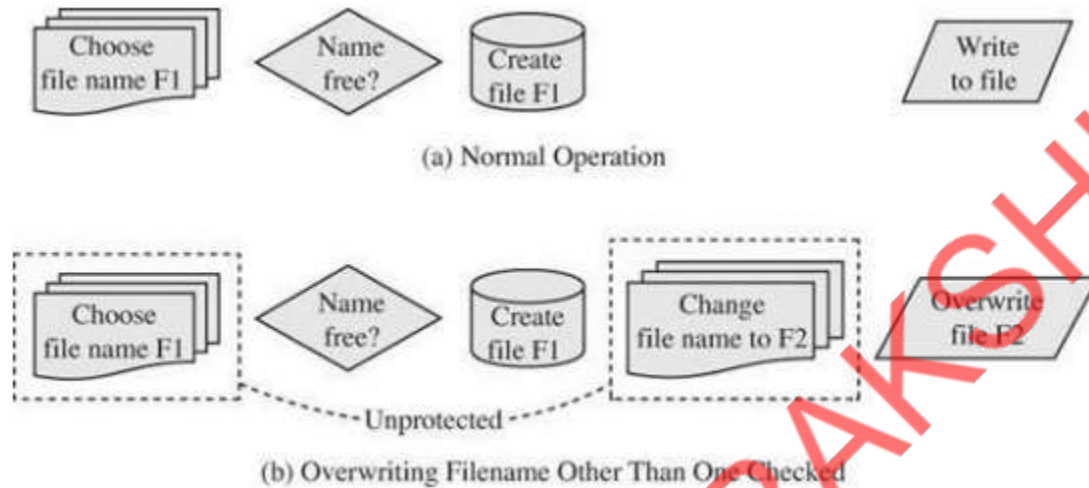 Choose
file name F1
Name
free?
Create
file F1
Write
to file
(a) Normal Operation
Choose
file name F1
Name
free?
Create
file F1
Change
file name to F2
Overwrite
file F2
Unprotected
(b) Overwriting Filename Other Than One Checked